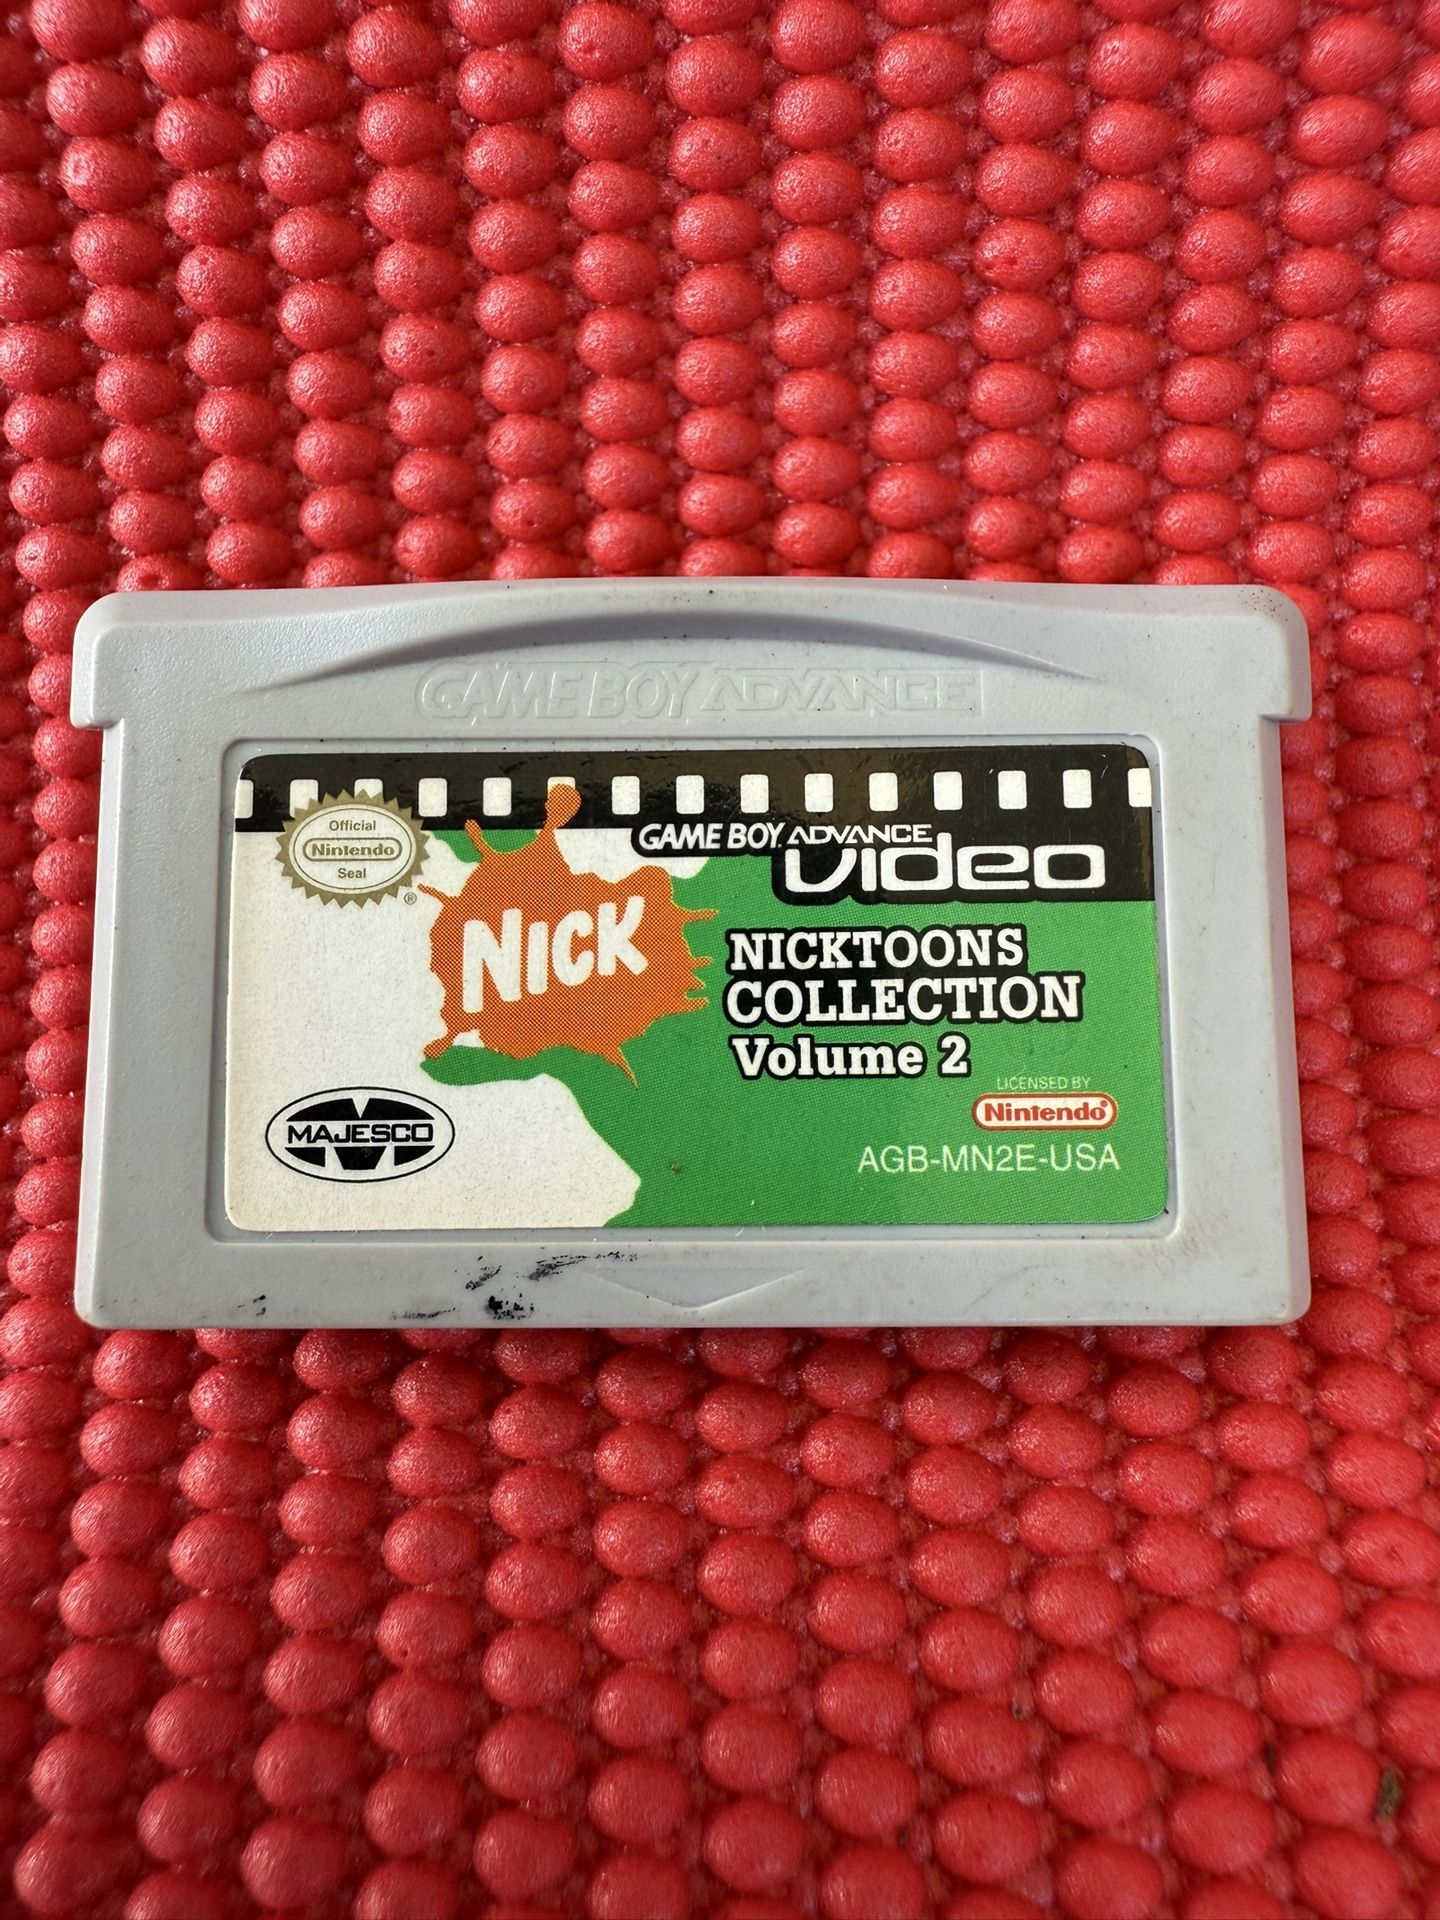 GAME BOY ADVANCE
GAME BOY ADVANCE
Video
Official
Nintendo
Seal
®
NICK
NICKTOONS
COLLECTION
Volume 2
LICENSED BY
Nintendo®
MAJESCO
AGB-MN2E-USA